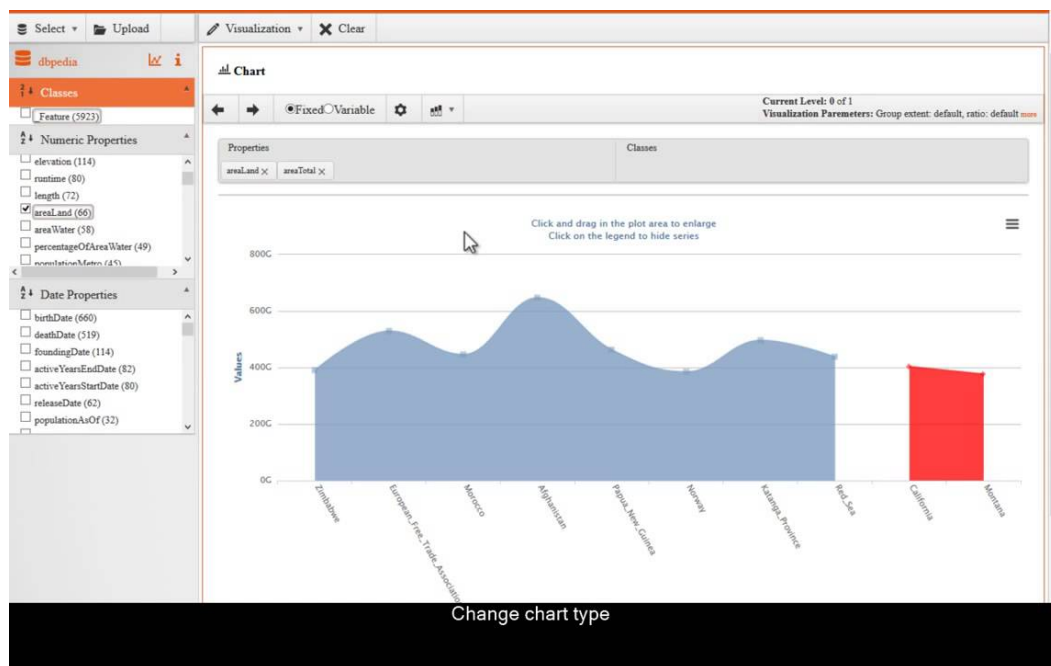 Select
Upload
Visualization
Clear
dbpedia
Classes
Feature (5923)
Numeric Properties
elevation (114)
runtime (80)
length (72)
areaLand (66)
areaWater (58)
percentageOfAreaWater (49)
populationMetro (45)
Date Properties
birthDate (660)
deathDate (519)
foundingDate (114)
activeYearsEndDate (82)
activeYearsStartDate (80)
releaseDate (62)
populationAsOf (32)
Chart
Fixed Variable
Current Level: 0 of 1
Visualization Paremeters: Group extent: default, ratio: default more
Properties
areaLand areaTotal
Classes
Click and drag in the plot area to enlarge
Click on the legend to hide series
Values
800G
600G
400G
200G
0G
Zimbabwe
European_Free_Trade_Associatio
Morocco
Afghanistan
Papua_New_Guinea
Norway
Katanga_Province
Red_Sea
California
Montana
Change chart type